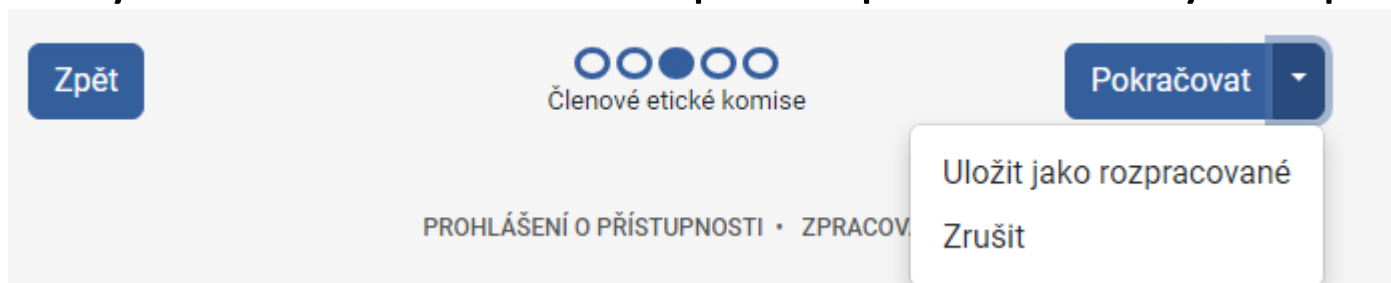 Zpět
Členové etické komise
Pokračovat
Uložit jako rozpracované
Zrušit
PROHLÁŠENÍ O PŘÍSTUPNOSTI •